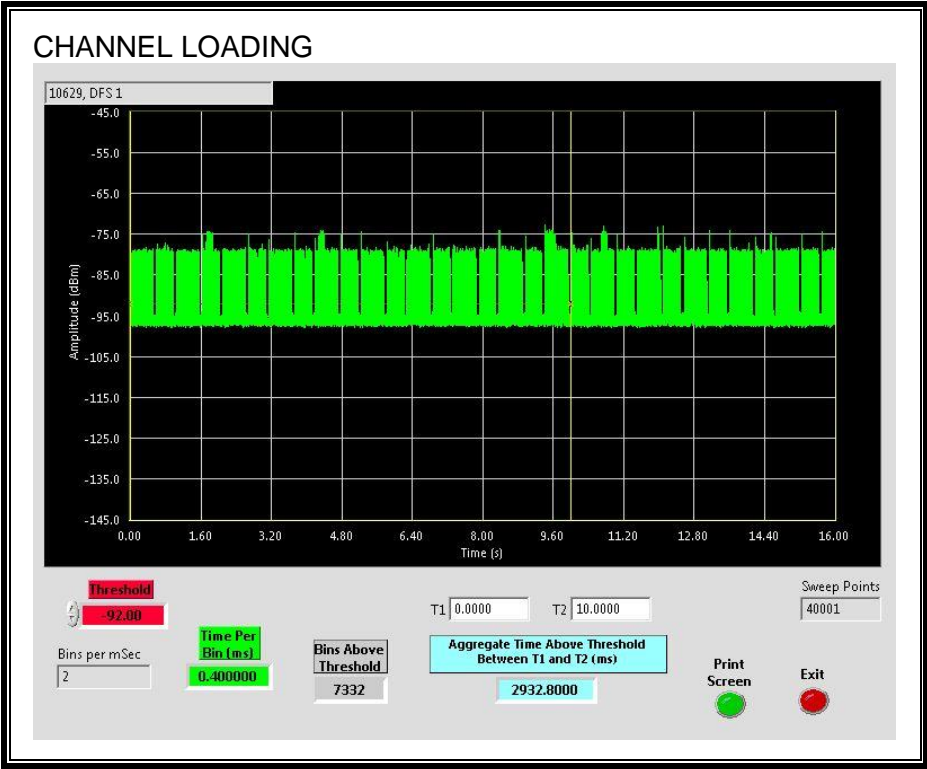 CHANNEL LOADING
10629, DFS 1
-45.0
-55.0
-65.0
-75.0
-85.0
-95.0
-105.0
-115.0
-125.0
-135.0
-145.0
Amplitude (dBm)
0.00 1.60 3.20 4.80 6.40 8.00 9.60 11.20 12.80 14.40 16.00
Time (s)
Threshold
-92.00
Bins per mSec
2
Time Per
Bin (ms)
0.400000
Bins Above
Threshold
7332
T1 0.0000 T2 10.0000
Aggregate Time Above Threshold
Between T1 and T2 (ms)
2932.8000
Sweep Points
40001
Print
Screen
Exit